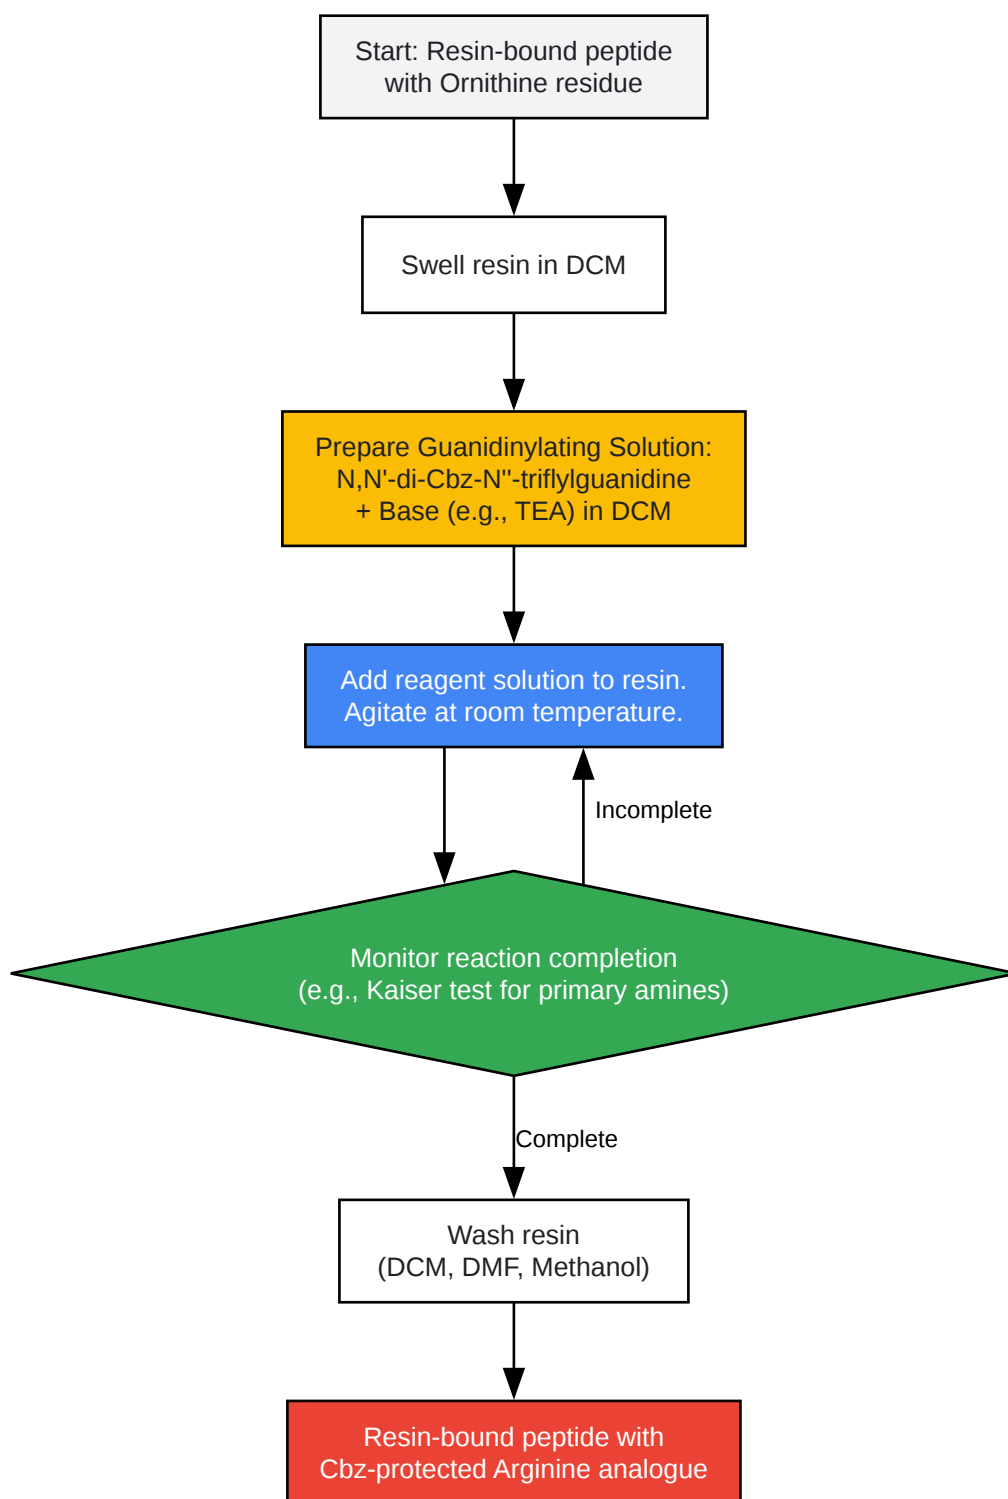 Start: Resin-bound peptide
with Ornithine residue
Swell resin in DCM
Prepare Guanidinylating Solution:
N,N'-di-Cbz-N''-triflylguanidine
+ Base (e.g., TEA) in DCM
Add reagent solution to resin.
Agitate at room temperature.
Incomplete
Monitor reaction completion
(e.g., Kaiser test for primary amines)
Complete
Wash resin
(DCM, DMF, Methanol)
Resin-bound peptide with
Cbz-protected Arginine analogue